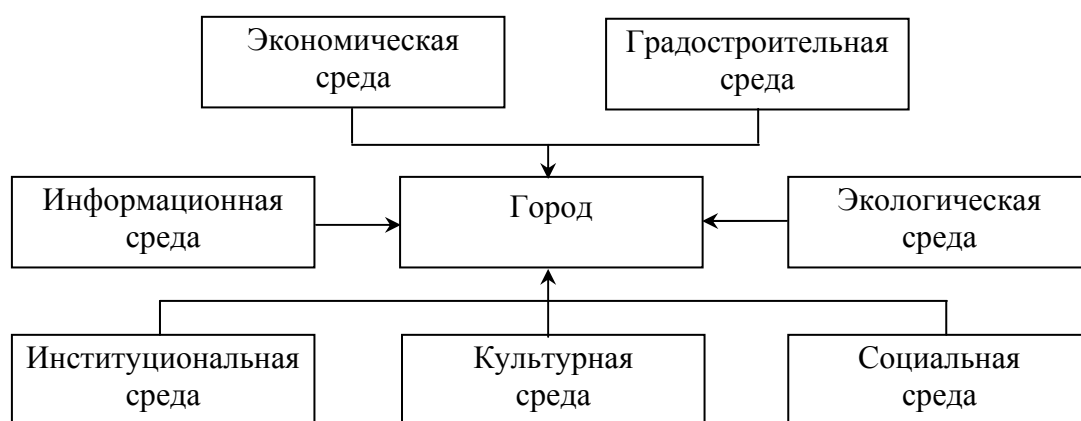 Экономическая
среда
Градостроительная
среда
Информационная
среда
Город
Экологическая
среда
Институциональная
среда
Культурная
среда
Социальная
среда